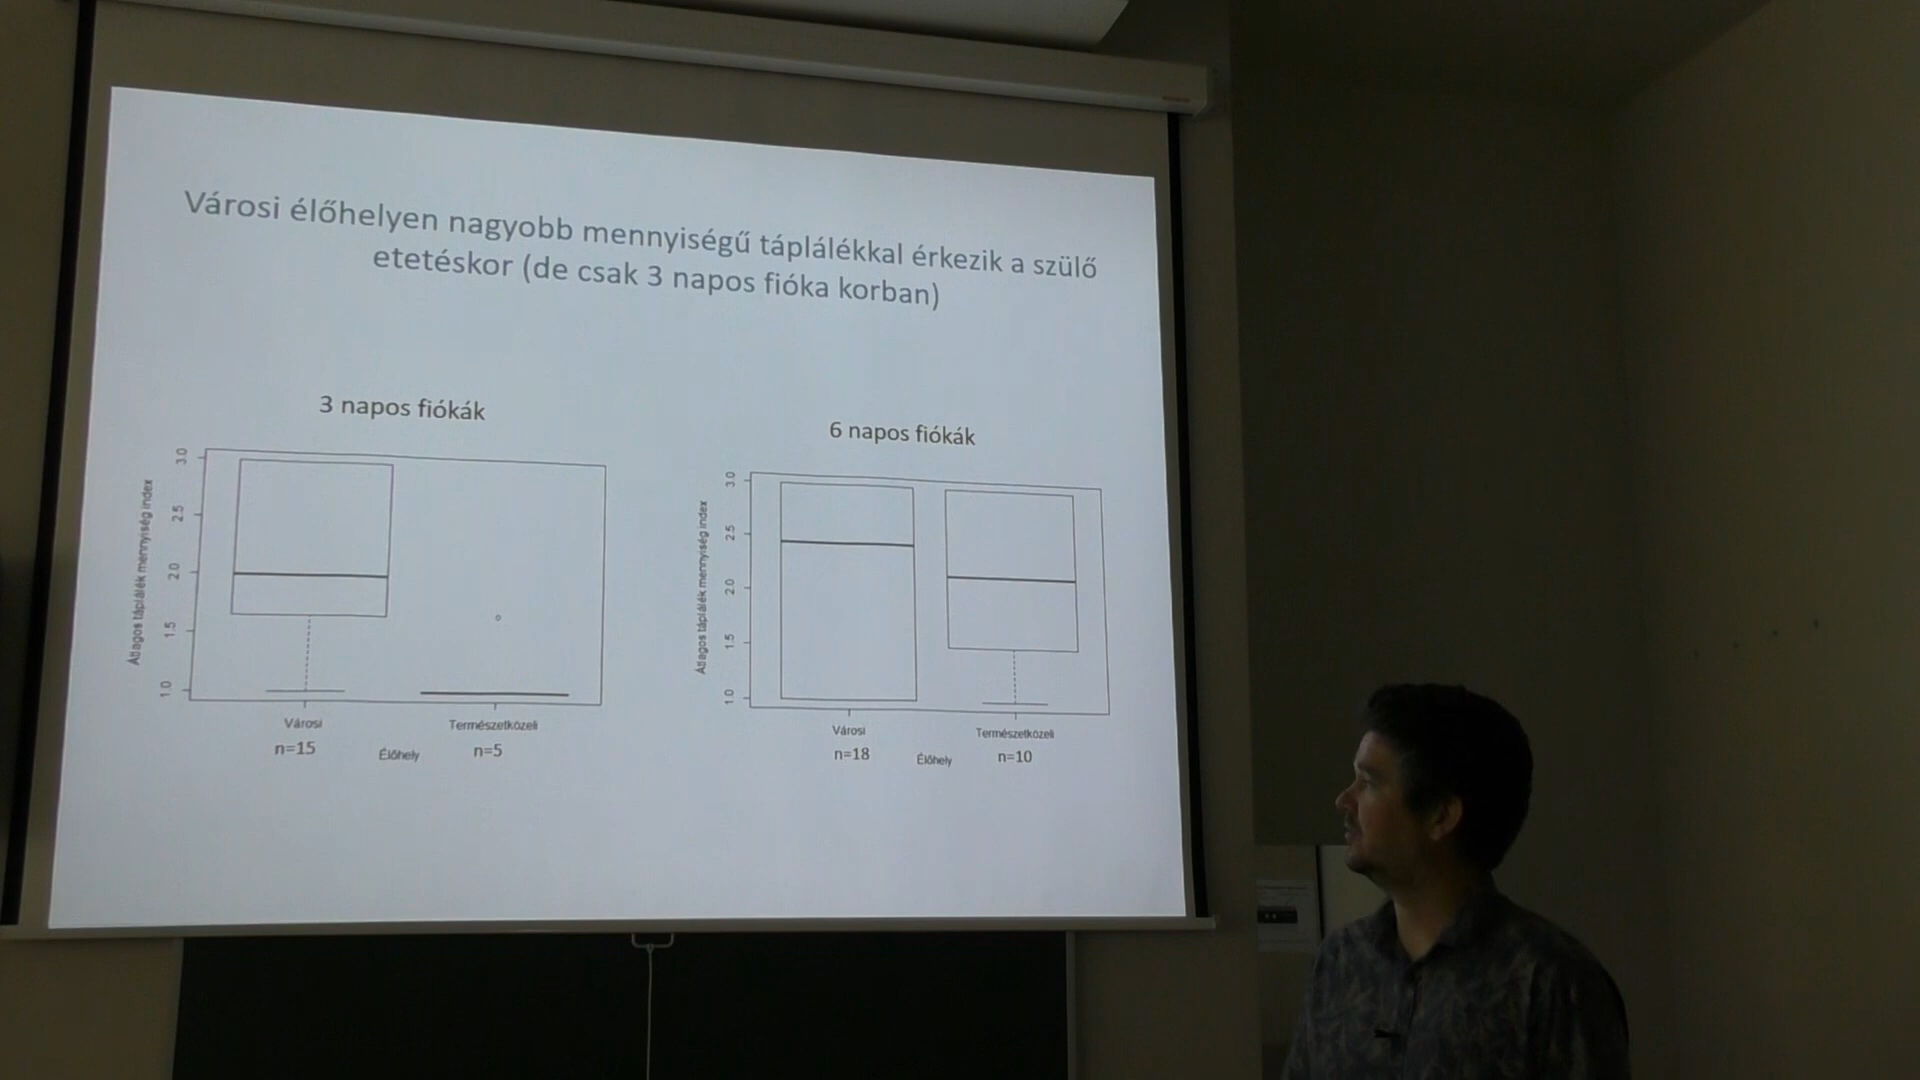 Városi élőhelyen nagyobb mennyiségű táplálékkal érkezik a szülő
etetéskor (de csak 3 napos fióka korban)
3 napos fiókák
Átlagos táplálék mennyiség index
3.0
2.5
2.0
1.5
1.0
Városi
Természetközeli
n=15
Élőhely
n=5
6 napos fiókák
Átlagos táplálék mennyiség index
3.0
2.5
2.0
1.5
1.0
Városi
Természetközeli
n=18
Élőhely
n=10